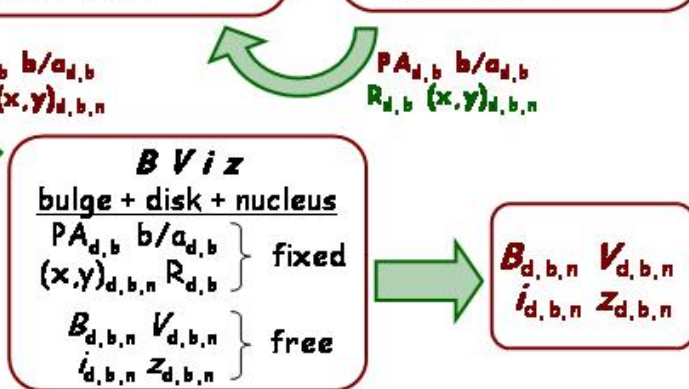 b/a_d,b
PA_d,b b/a_d,b
(x,y)_d,b,n
R_d,b (x,y)_d,b,n
B V i z
bulge + disk + nucleus
PA_d,b b/a_d,b
(x,y)_d,b,n R_d,b
fixed
B_d,b,n V_d,b,n
i_d,b,n z_d,b,n
free
B_d,b,n V_d,b,n
i_d,b,n z_d,b,n